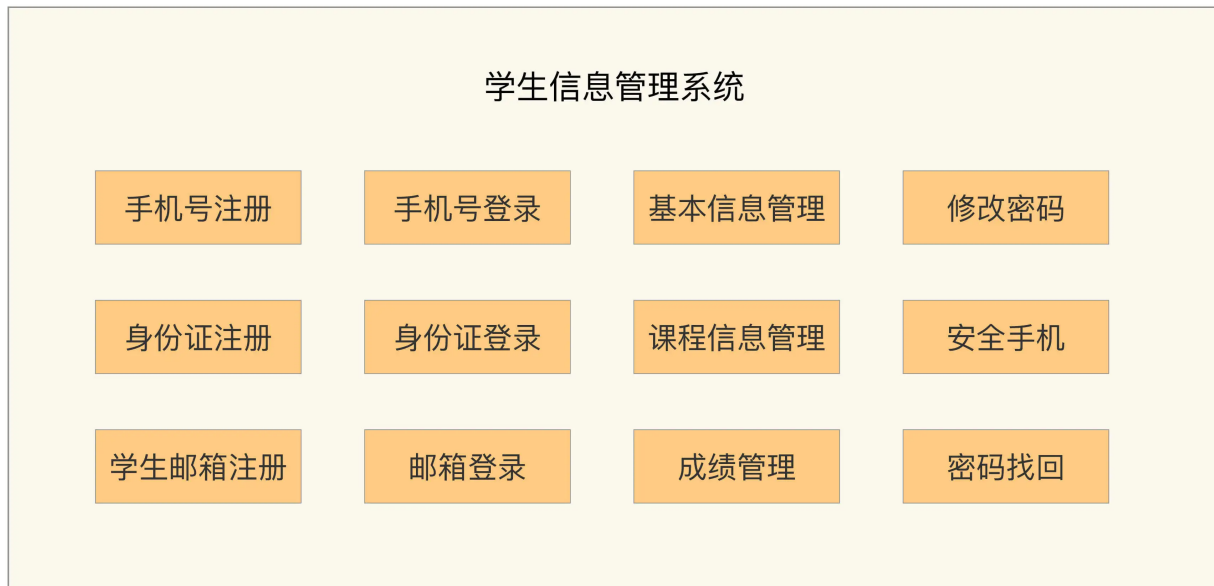 学生信息管理系统
手机号注册 手机号登录 基本信息管理 修改密码
身份证注册 身份证登录 课程信息管理 安全手机
学生邮箱注册 邮箱登录 成绩管理 密码找回